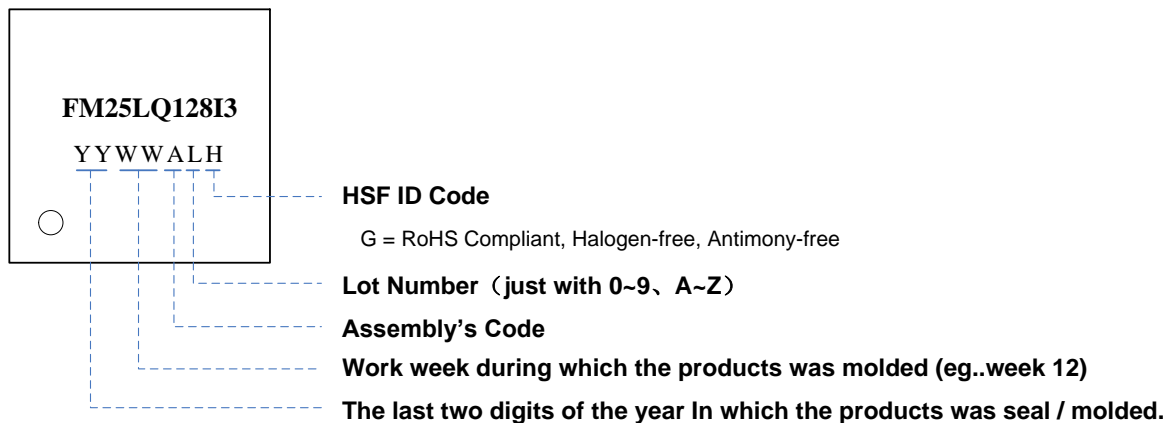 FM25LQ128I3
YYWWALH
HSF ID Code
G = RoHS Compliant, Halogen-free, Antimony-free
Lot Number（just with 0~9、A~Z）
Assembly's Code
Work week during which the products was molded (eg..week 12)
The last two digits of the year In which the products was seal / molded.